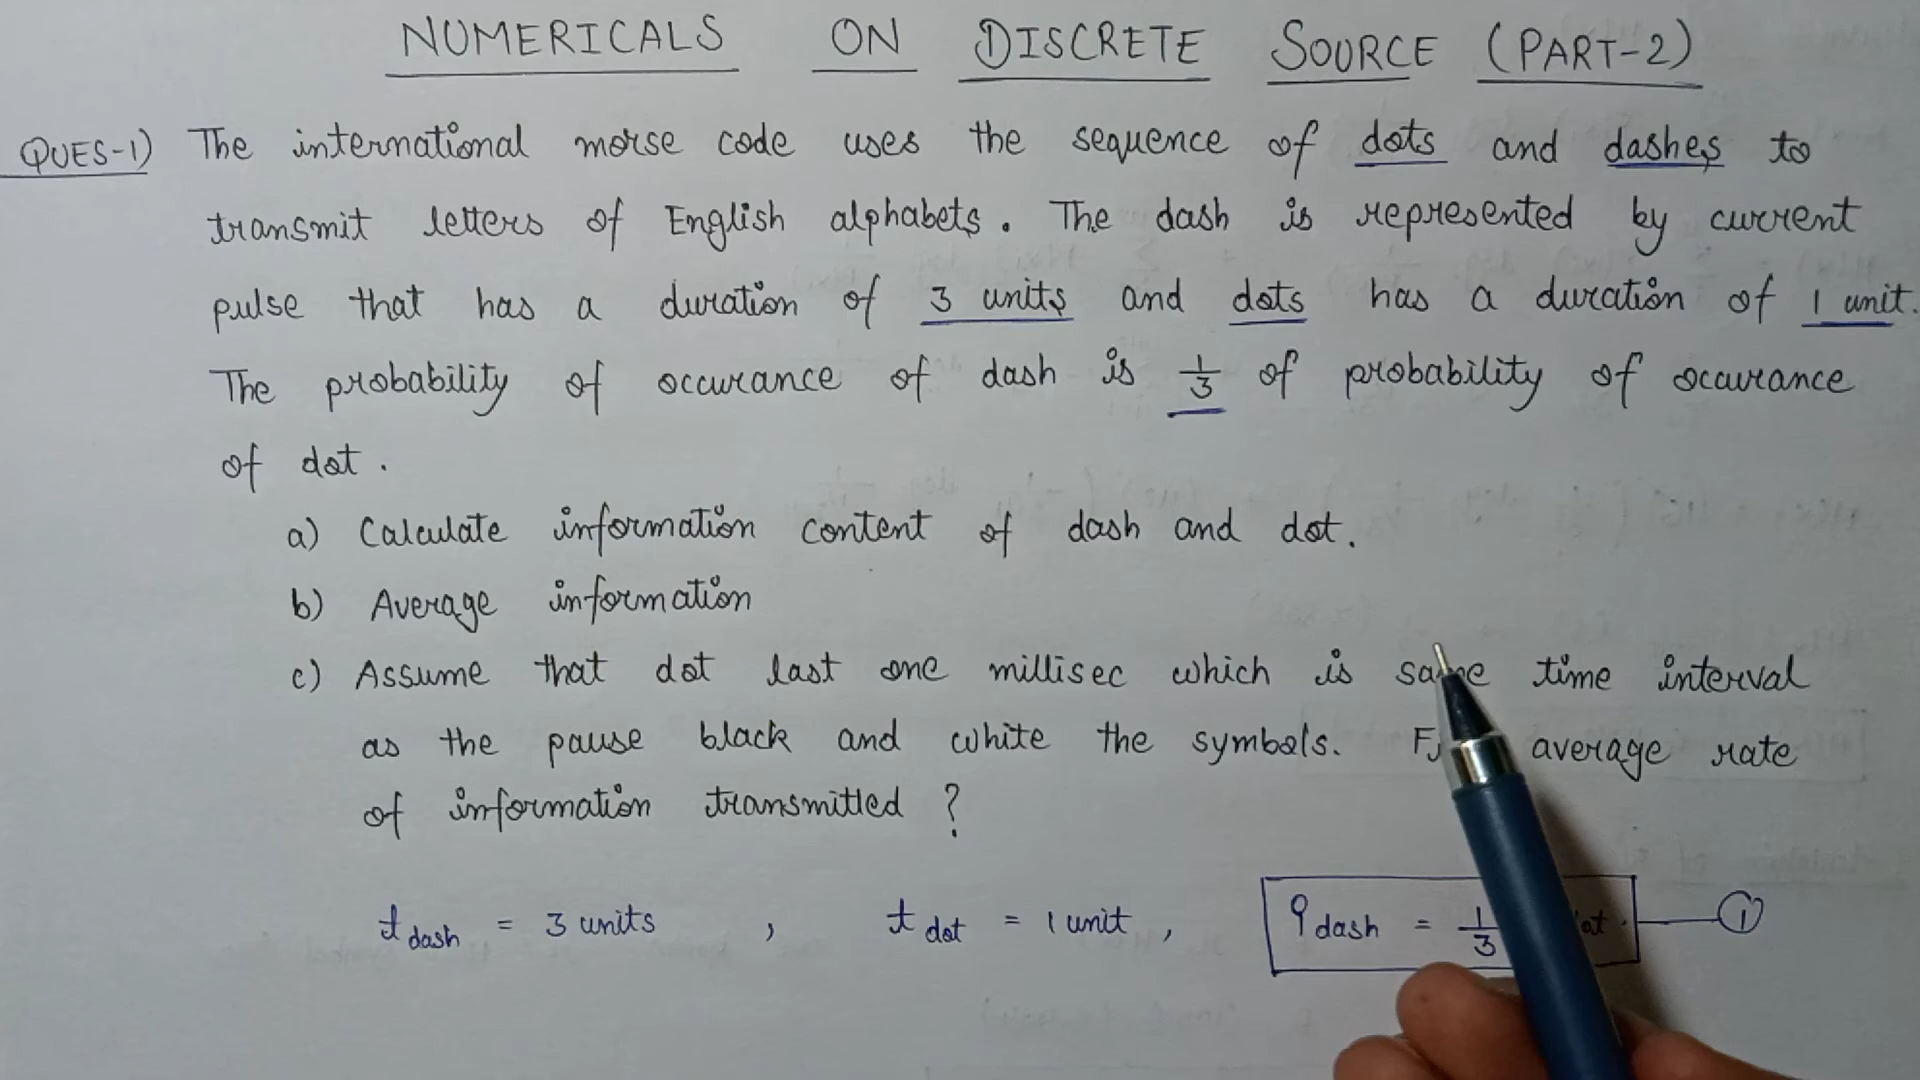 NUMERICALS ON DISCRETE SOURCE (PART-2)
QUES-1) The international morse code uses the sequence of dots and dashes to
transmit letters of English alphabets. The dash is represented by current
pulse that has a duration of 3 units and dots has a duration of 1 unit.
The probability of occurance of dash is 1/3 of probability of occurance
of dot.
a) Calculate information content of dash and dot.
b) Average information
c) Assume that dot last one millisec which is same time interval
as the pause black and white the symbols. average rate
of information transmitted ?
t dash = 3 units , t dot = 1 unit , P dash = 1/3 1